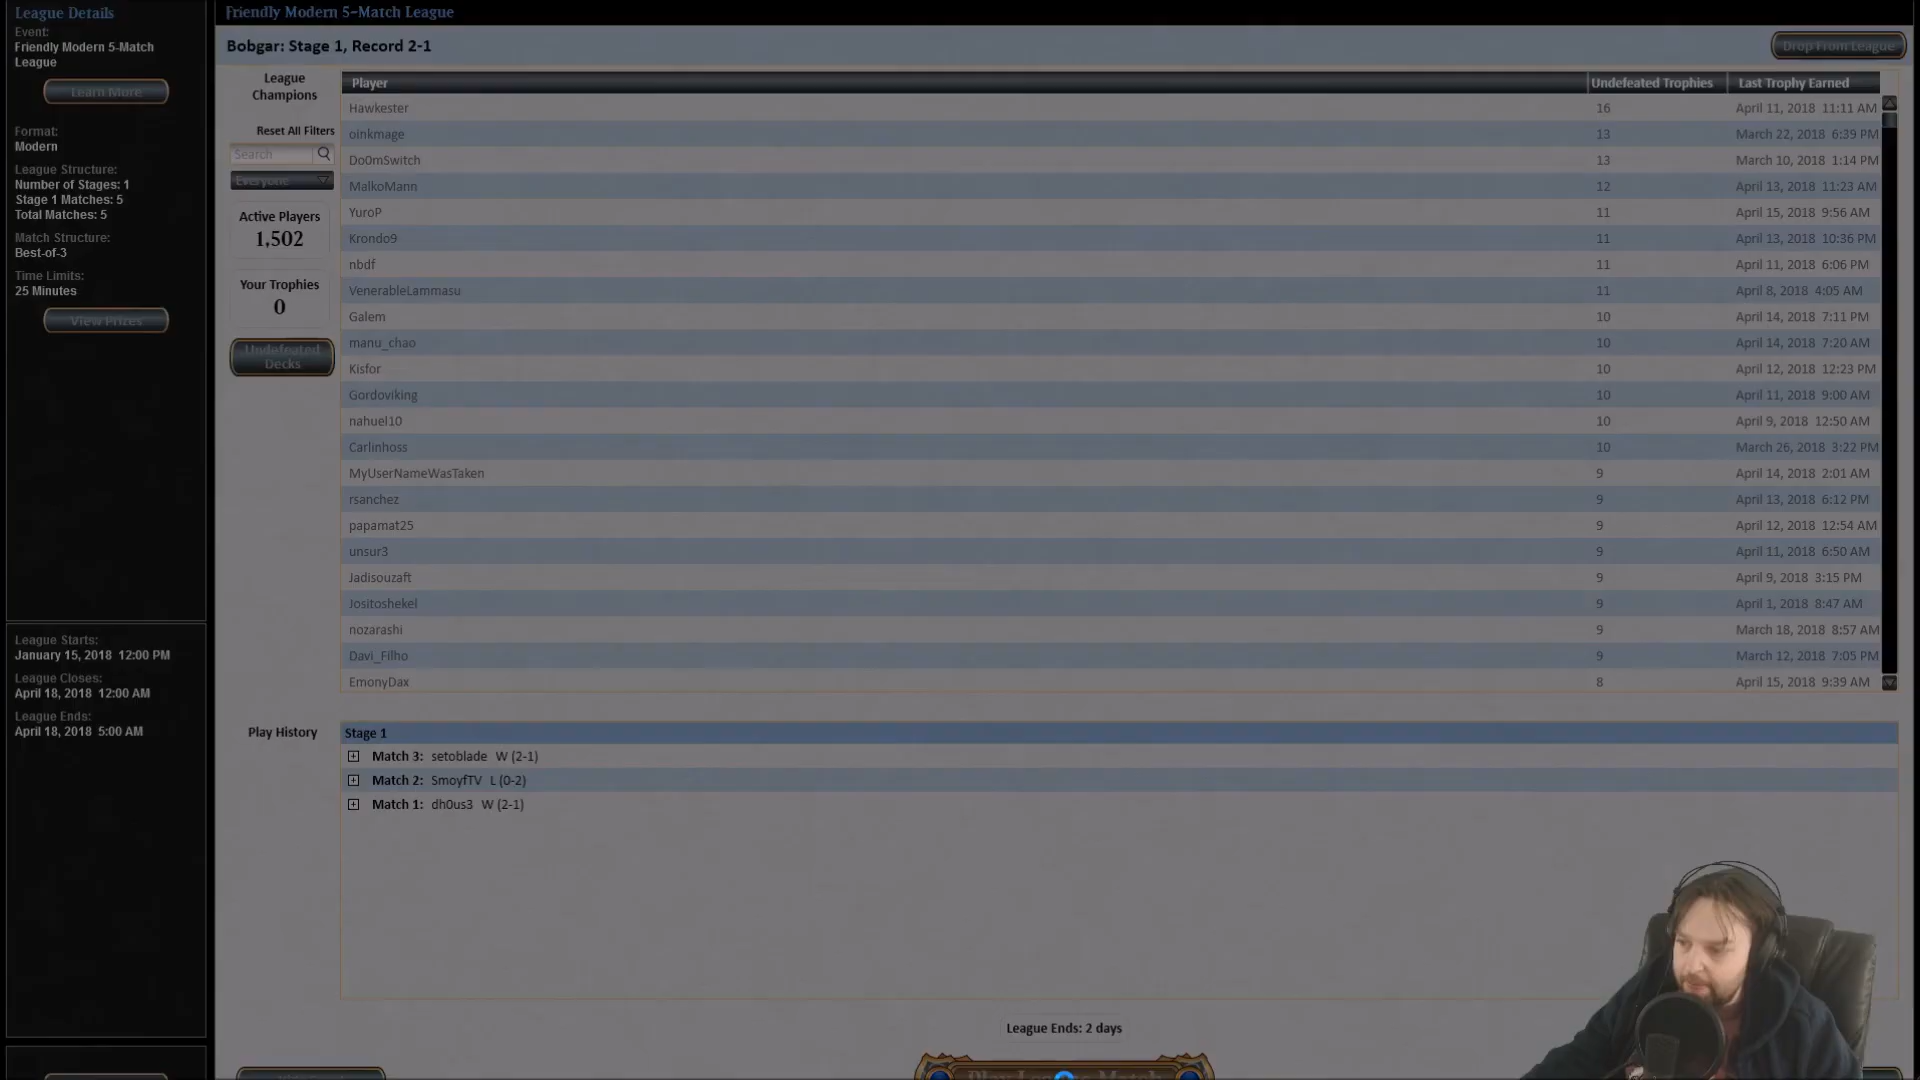 League Details
Event:
Friendly Modern 5-Match
League
Learn More
Format:
Modern
League Structure:
Number of Stages: 1
Stage 1 Matches: 5
Total Matches: 5
Match Structure:
Best-of-3
Time Limits:
25 Minutes
View Prizes
League Starts:
January 15, 2018 12:00 PM
League Closes:
April 18, 2018 12:00 AM
League Ends:
April 18, 2018 5:00 AM
Friendly Modern 5-Match League
Bobgar: Stage 1, Record 2-1
Drop From League
League
Champions
Reset All Filters
Search
Everyone
Active Players
1,502
Your Trophies
0
Undefeated
Decks
Player Undefeated Trophies Last Trophy Earned
Hawkester 16 April 11, 2018 11:11 AM
oinkmage 13 March 22, 2018 6:39 PM
Do0mSwitch 13 March 10, 2018 1:14 PM
MalkoMann 12 April 13, 2018 11:23 AM
YuroP 11 April 15, 2018 9:56 AM
Krondo9 11 April 13, 2018 10:36 PM
nbdf 11 April 11, 2018 6:06 PM
VenerableLammasu 11 April 8, 2018 4:05 AM
Galem 10 April 14, 2018 7:11 PM
manu_chao 10 April 14, 2018 7:20 AM
Kisfor 10 April 12, 2018 12:23 PM
Gordoviking 10 April 11, 2018 9:00 AM
nahuel10 10 April 9, 2018 12:50 AM
Carlinhoss 10 March 26, 2018 3:22 PM
MyUserNameWasTaken 9 April 14, 2018 2:01 AM
rsanchez 9 April 13, 2018 6:12 PM
papamat25 9 April 12, 2018 12:54 AM
unsur3 9 April 11, 2018 6:50 AM
Jadisouzaft 9 April 9, 2018 3:15 PM
Jositoshekel 9 April 1, 2018 8:47 AM
nozarashi 9 March 18, 2018 8:57 AM
Davi_Filho 9 March 12, 2018 7:05 PM
EmonyDax 8 April 15, 2018 9:39 AM
Play History
Stage 1
Match 3: setoblade W (2-1)
Match 2: SmoyfTV L (0-2)
Match 1: dh0us3 W (2-1)
League Ends: 2 days
Play League Match